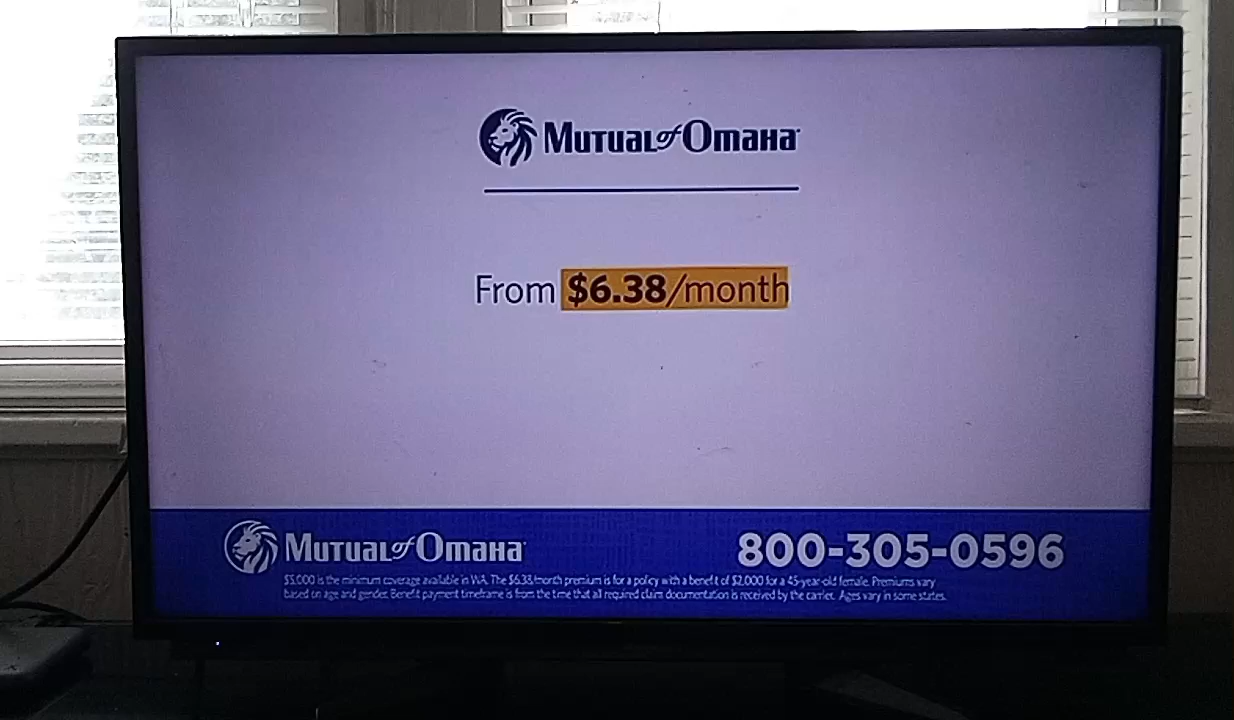 Mutual of Omaha
From $6.38/month
Mutual of Omaha
800-305-0596
$5,000 is the minimum coverage available in WA. The $6.38/month premium is for a policy with a benefit of $2,000 for a 45-year-old female. Premiums vary
based on age and gender. Benefit payment timeframe is from the time that all required claim documentation is received by the carrier. Ages vary in some states.